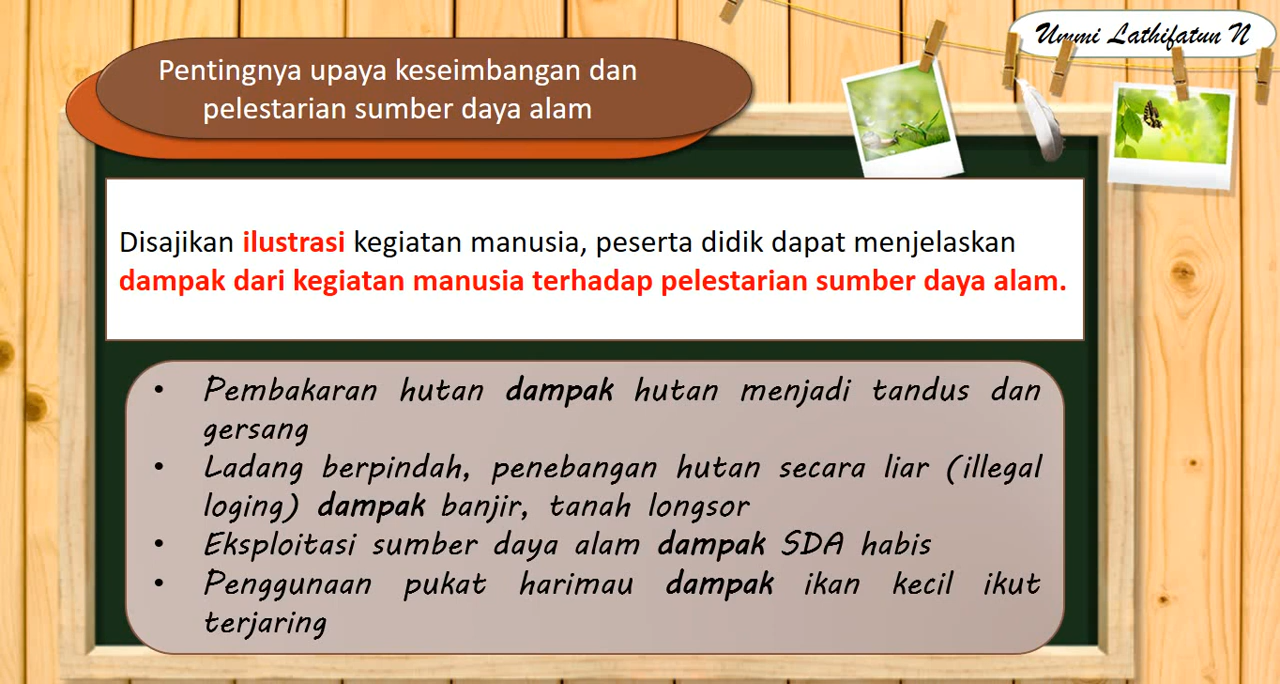 Ummi Lathifatun N
Pentingnya upaya keseimbangan dan
pelestarian sumber daya alam
Disajikan ilustrasi kegiatan manusia, peserta didik dapat menjelaskan
dampak dari kegiatan manusia terhadap pelestarian sumber daya alam.
• Pembakaran hutan dampak hutan menjadi tandus dan
gersang
• Ladang berpindah, penebangan hutan secara liar (illegal
loging) dampak banjir, tanah longsor
• Eksploitasi sumber daya alam dampak SDA habis
• Penggunaan pukat harimau dampak ikan kecil ikut
terjaring